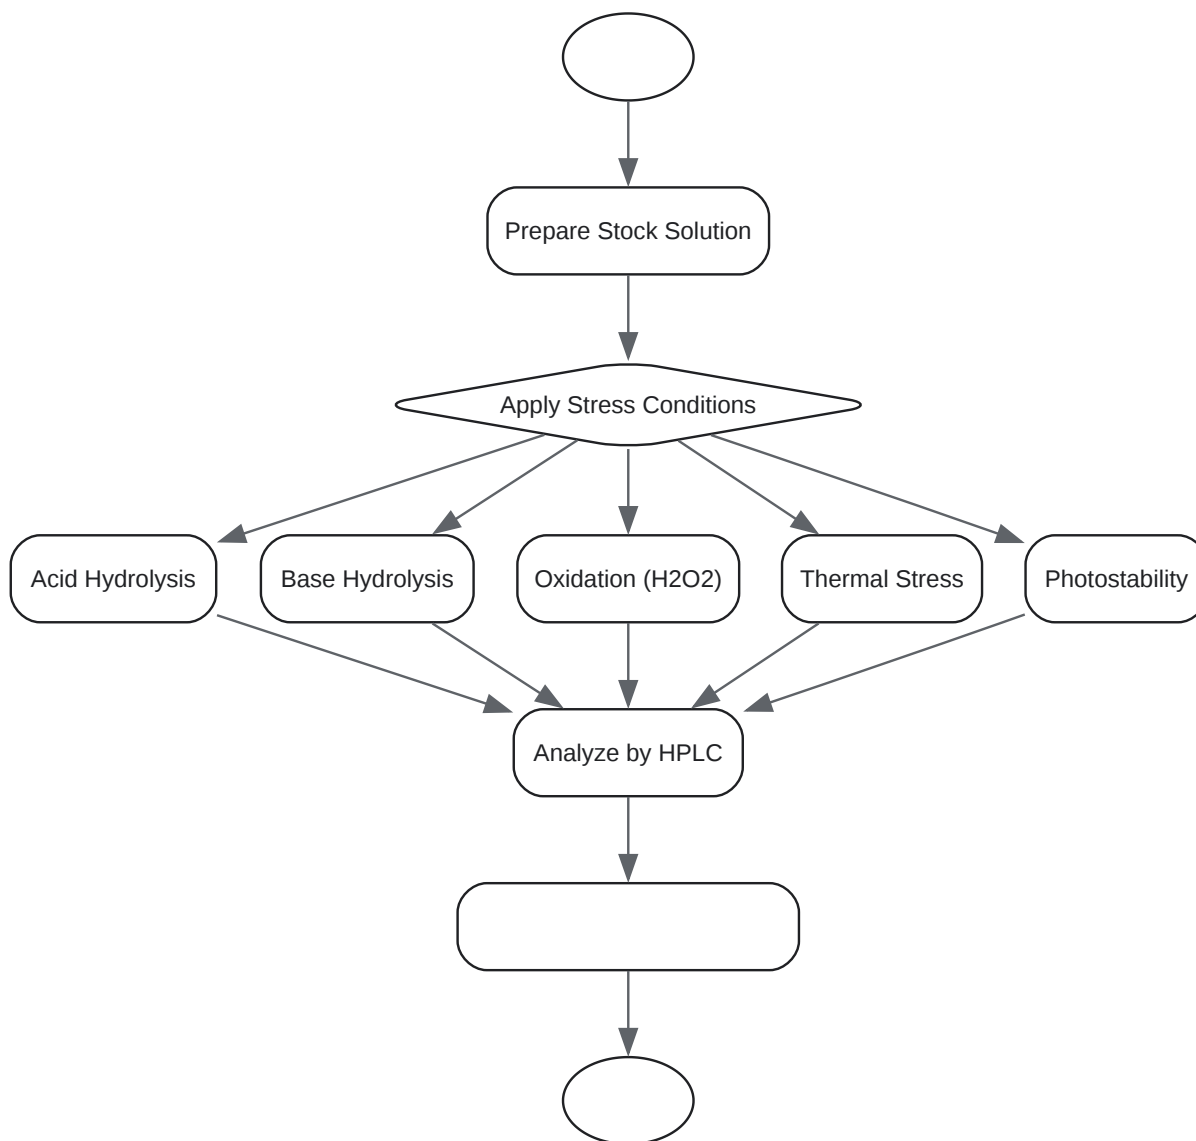 Prepare Stock Solution
Apply Stress Conditions
Acid Hydrolysis
Base Hydrolysis
Oxidation (H2O2)
Thermal Stress
Photostability
Analyze by HPLC